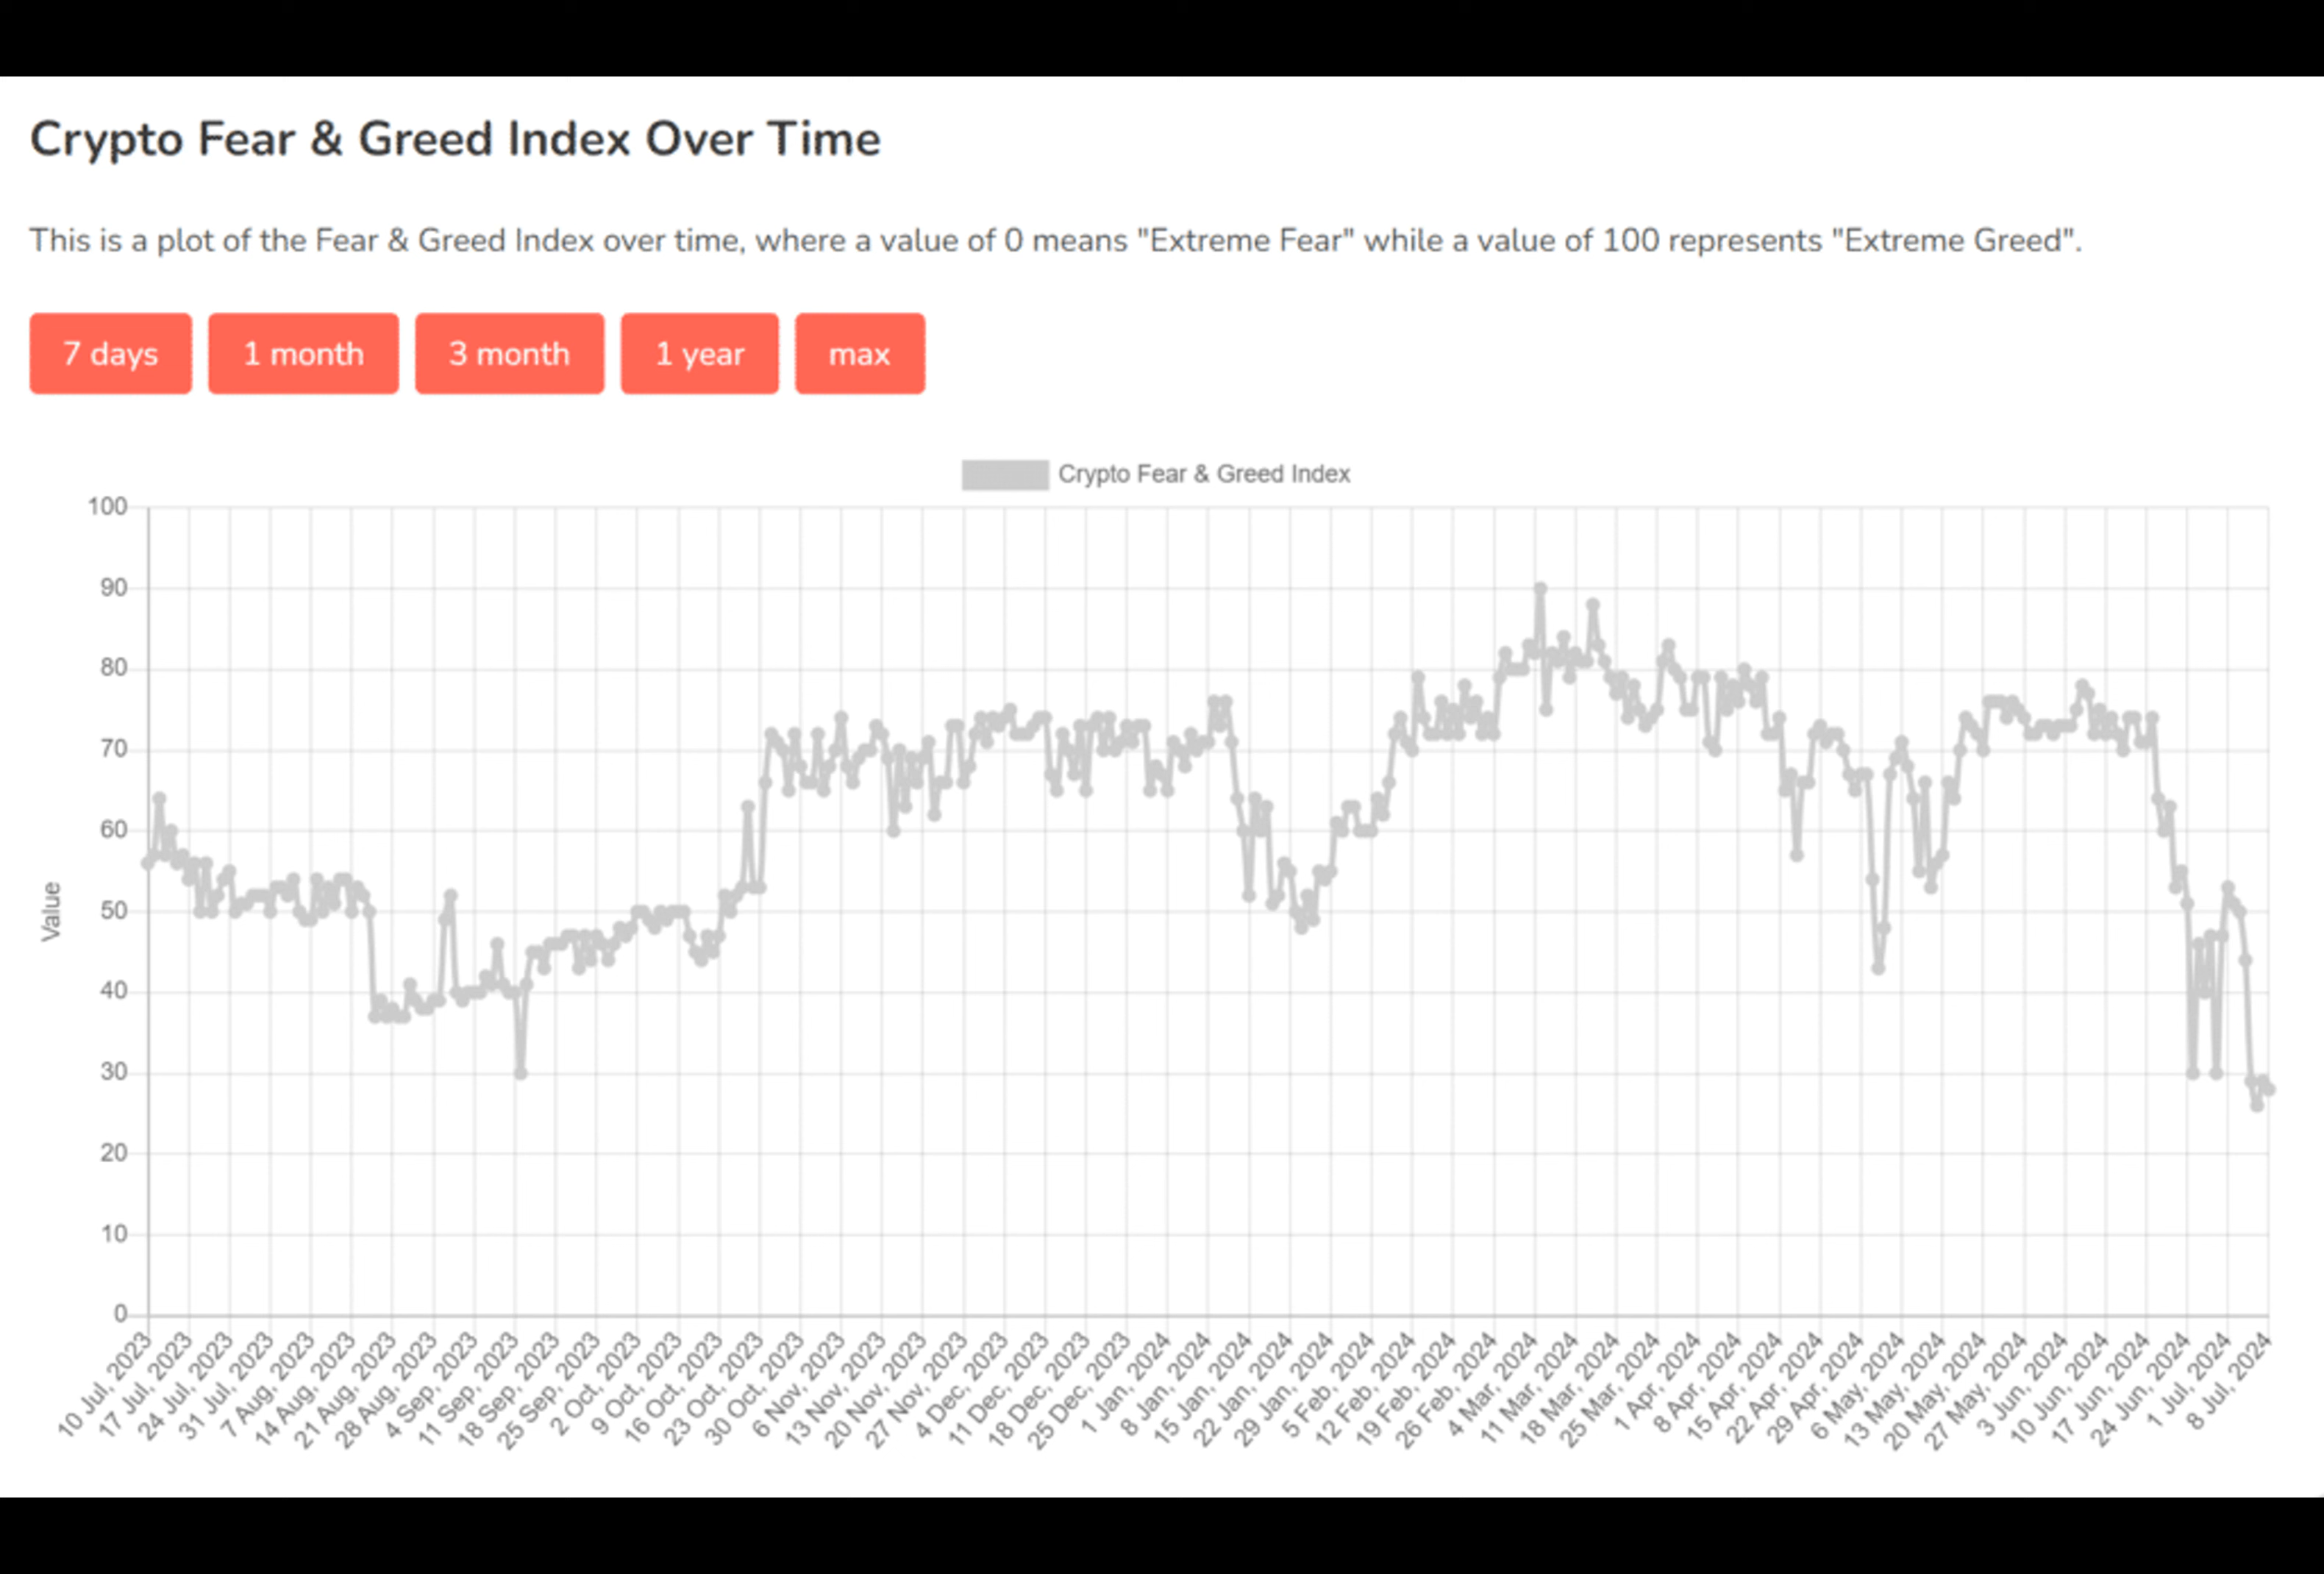 Crypto Fear & Greed Index Over Time
This is a plot of the Fear & Greed Index over time, where a value of 0 means "Extreme Fear" while a value of 100 represents "Extreme Greed".
7 days 1 month 3 month 1 year max
Crypto Fear & Greed Index
100
90
80
70
60
50
40
30
20
10
0
Value
10 Jul, 2023
17 Jul, 2023
24 Jul, 2023
31 Jul, 2023
7 Aug, 2023
14 Aug, 2023
21 Aug, 2023
28 Aug, 2023
4 Sep, 2023
11 Sep, 2023
18 Sep, 2023
25 Sep, 2023
2 Oct, 2023
9 Oct, 2023
16 Oct, 2023
23 Oct, 2023
30 Oct, 2023
6 Nov, 2023
13 Nov, 2023
20 Nov, 2023
27 Nov, 2023
4 Dec, 2023
11 Dec, 2023
18 Dec, 2023
25 Dec, 2023
1 Jan, 2024
8 Jan, 2024
15 Jan, 2024
22 Jan, 2024
29 Jan, 2024
5 Feb, 2024
12 Feb, 2024
19 Feb, 2024
26 Feb, 2024
4 Mar, 2024
11 Mar, 2024
18 Mar, 2024
25 Mar, 2024
1 Apr, 2024
8 Apr, 2024
15 Apr, 2024
22 Apr, 2024
29 Apr, 2024
6 May, 2024
13 May, 2024
20 May, 2024
27 May, 2024
3 Jun, 2024
10 Jun, 2024
17 Jun, 2024
24 Jun, 2024
1 Jul, 2024
8 Jul, 2024